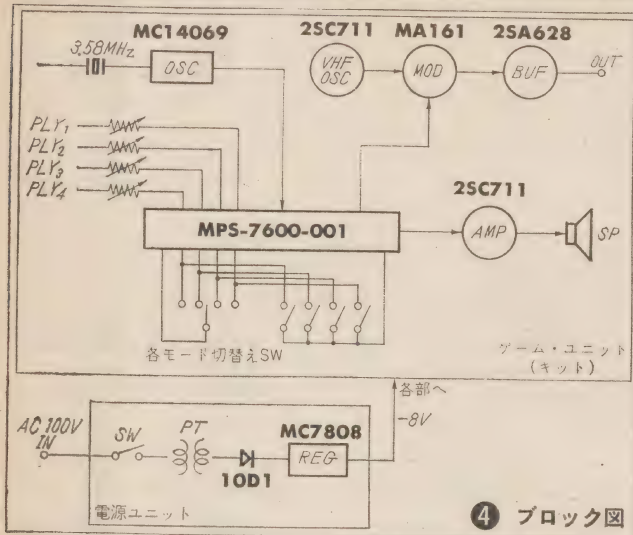 MC14069
2SC711
MA161
2SA628
3.58MHz
OSC
VHF
OSC
MOD
BUF
OUT
PLY1
PLY2
PLY3
PLY4
2SC711
MPS-7600-001
AMP
SP
各モード切替えSW
ゲーム・ユニット
(キット)
各部へ
-8V
AC 100V
IN
SW
PT
MC7808
REG
10D1
電源ユニット
4 ブロック図